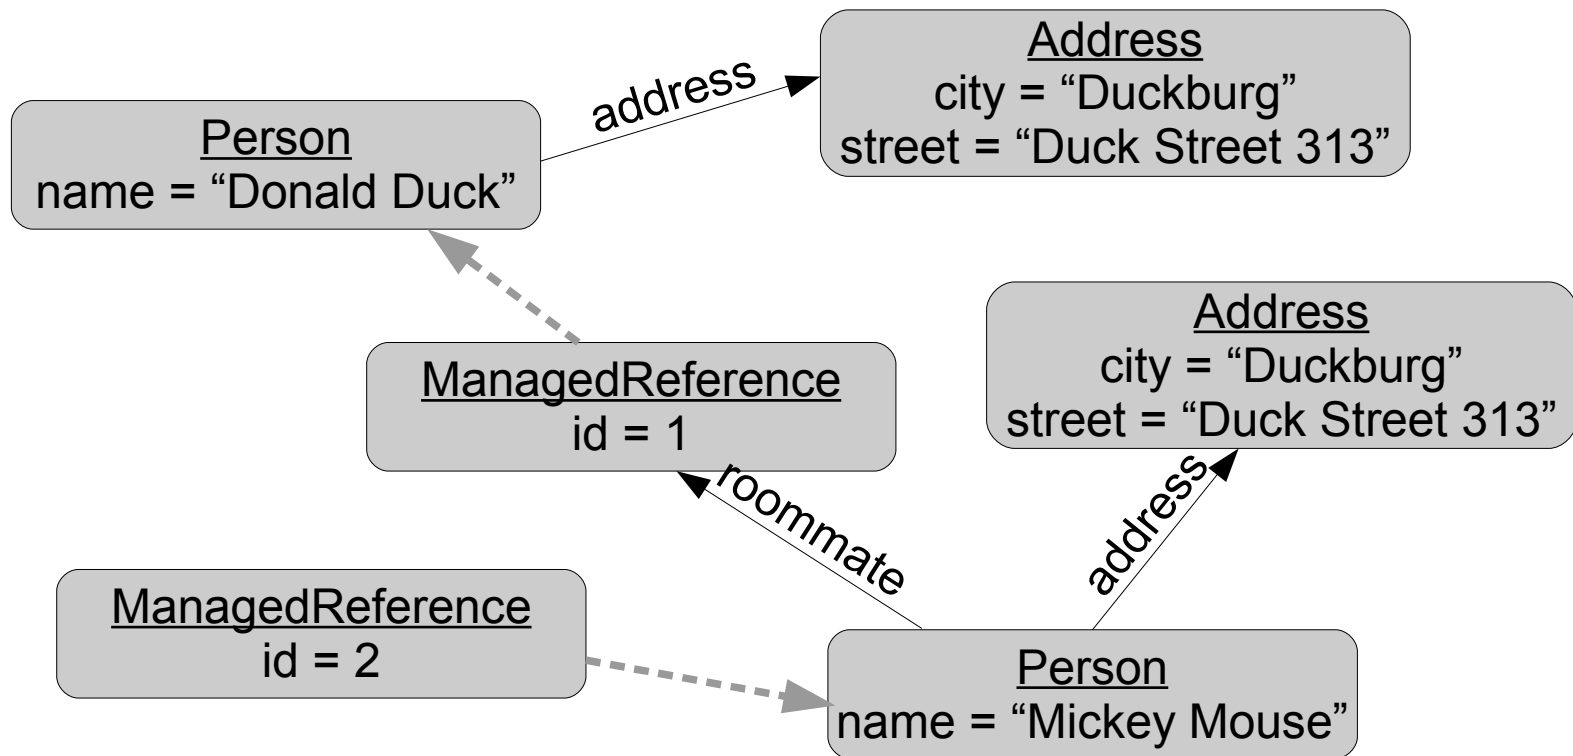 Address
city = “Duckburg”
street = “Duck Street 313”
address
Person
name = “Donald Duck”
Address
city = “Duckburg”
street = “Duck Street 313”
ManagedReference
id = 1
roommate
address
ManagedReference
id = 2
Person
name = “Mickey Mouse”